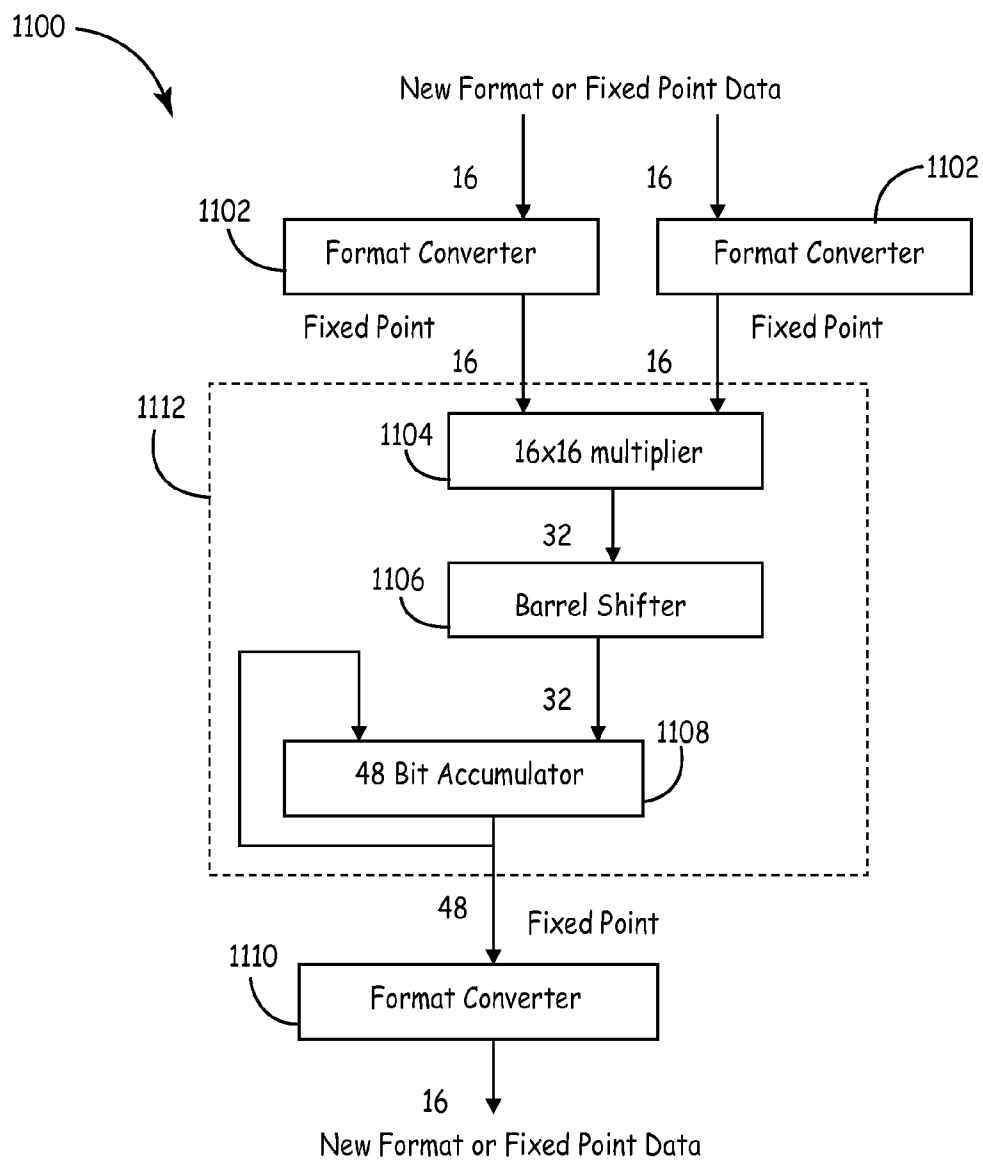 1100
New Format or Fixed Point Data
16
16
1102
1102
Format Converter
Format Converter
Fixed Point
Fixed Point
16
16
1112
1104
16x16 multiplier
32
1106
Barrel Shifter
32
1108
48 Bit Accumulator
48
Fixed Point
1110
Format Converter
16
New Format or Fixed Point Data